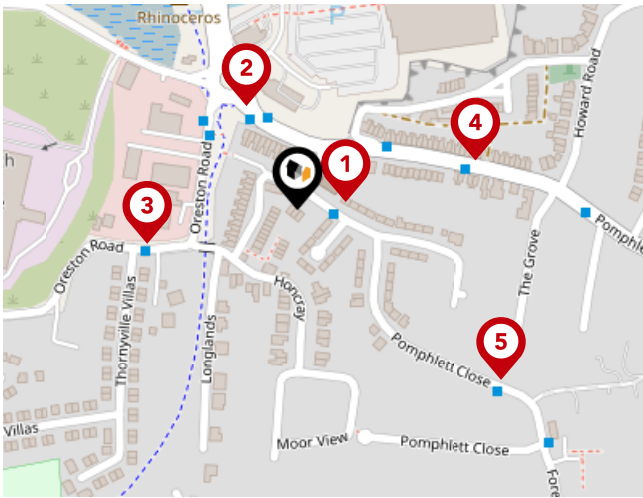 Rhinoceros
P
2
Howard Road
4
h
1
Oreston Road
3
Pomphl
Oreston Road
The Grove
Honcray
Thornyville Villas
Longlands
5
Pomphlett Close
Villas
Moor View
Pomphlett Close
Fore